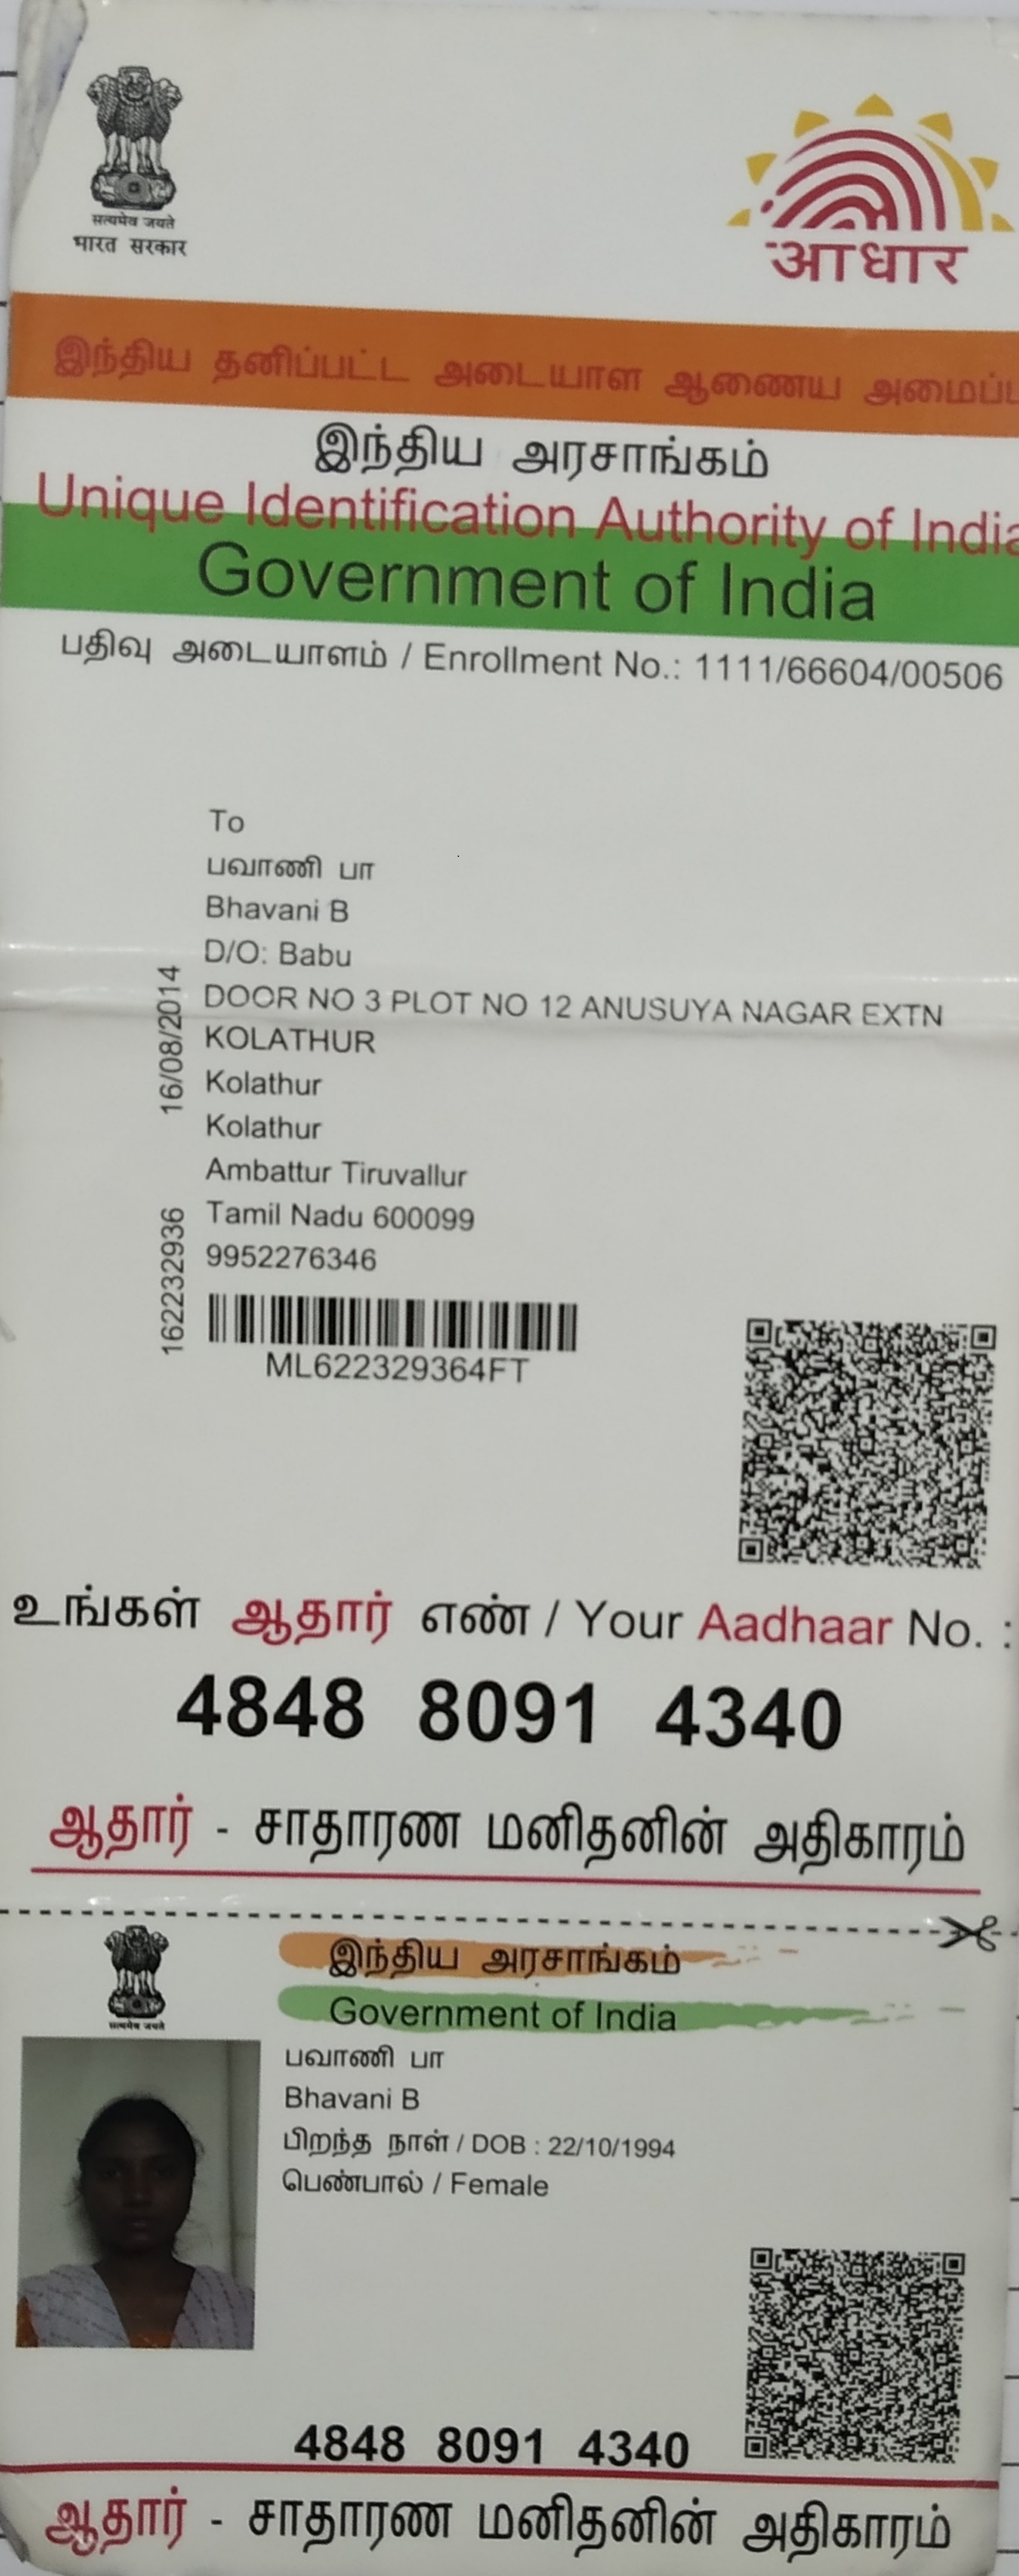 सत्यमेव जयते
भारत सरकार
आधार
இந்திய தனிப்பட்ட அடையாள ஆணைய
இந்திய அரசாங்கம்
Unique Identification Authority of India
Government of India
பதிவு அடையாளம் / Enrollment No.: 1111/66604/00506
To
பவாணி பா
Bhavani B
D/O: Babu
DOOR NO 3 PLOT NO 12 ANUSUYA NAGAR EXTN
KOLATHUR
Kolathur
Kolathur
Ambattur Tiruvallur
Tamil Nadu 600099
9952276346
16/08/2014
162232936
ML622329364FT
உங்கள் ஆதார் எண் / Your Aadhaar No. :
4848 8091 4340
ஆதார் - சாதாரண மனிதனின் அதிகாரம்
सत्यमेव जयते
இந்திய அரசாங்கம்
Government of India
பவாணி பா
Bhavani B
பிறந்த நாள் / DOB : 22/10/1994
பெண்பால் / Female
4848 8091 4340
ஆதார் - சாதாரண மனிதனின் அதிகாரம்